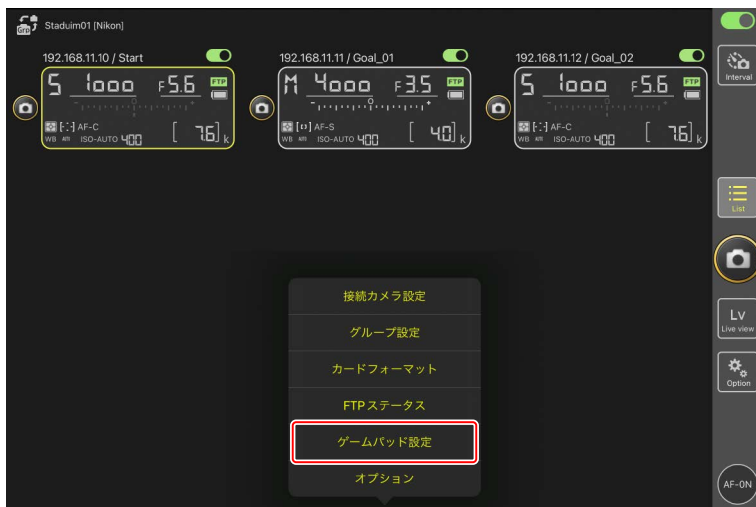 Grp Staduim01 [Nikon]
192.168.11.10 / Start
S 1000 F5.6 FTP
- +
AF-C
WB ISO-AUTO 400 [ 7.6] k
192.168.11.11 / Goal_01
M 4000 F3.5 FTP
- +
AF-S
WB ISO-AUTO 400 [ 4.0] k
192.168.11.12 / Goal_02
S 1000 F5.6 FTP
- +
AF-C
WB ISO-AUTO 400 [ 7.6] k
Interval
List
Lv
Live view
Option
AF-ON
接続カメラ設定
グループ設定
カードフォーマット
FTPステータス
ゲームパッド設定
オプション